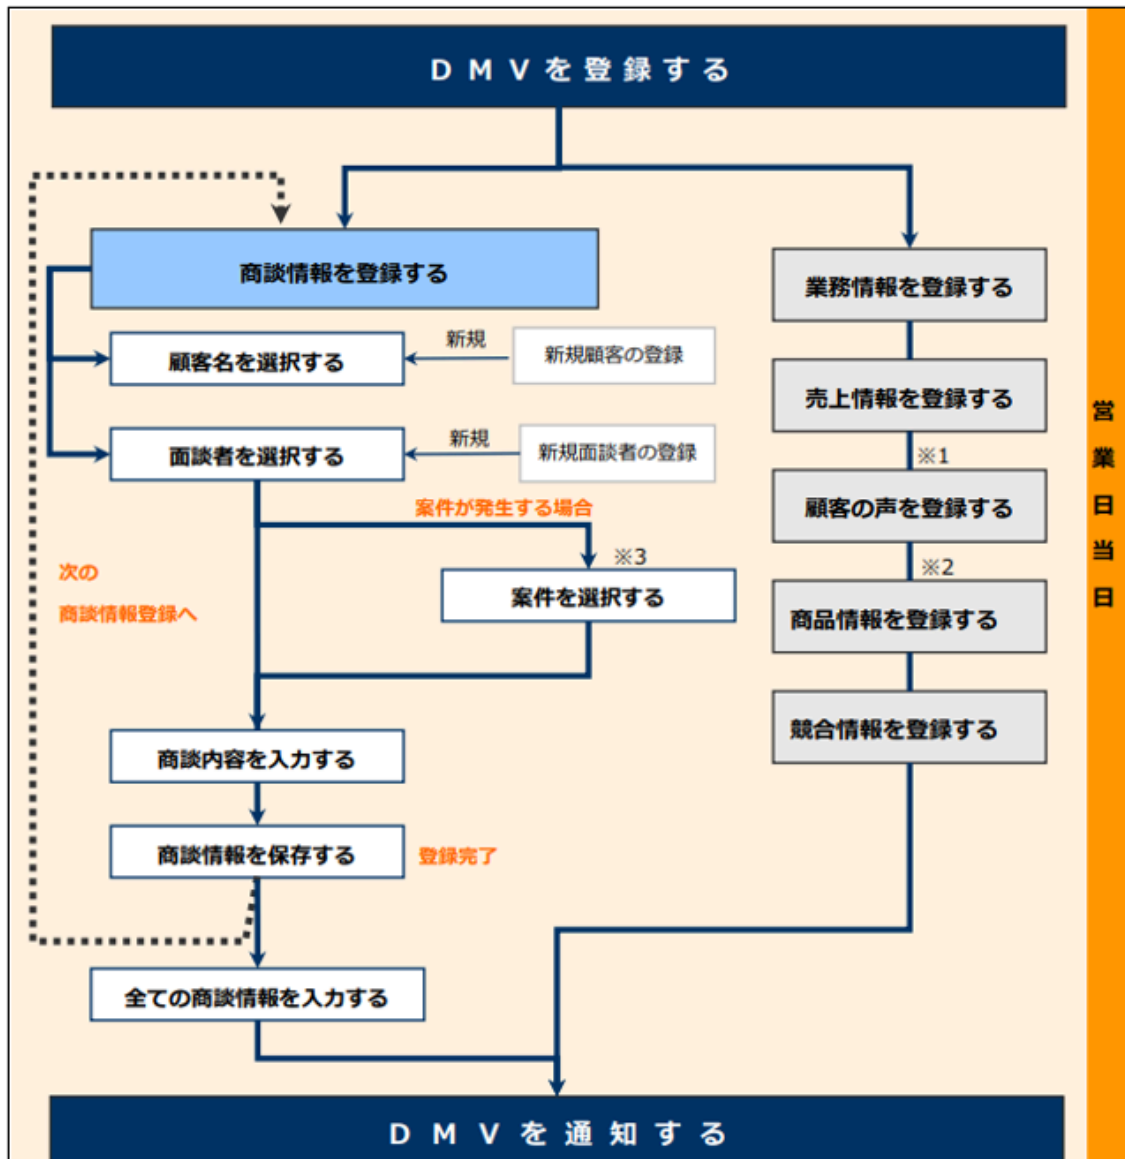 DMVを登録する
商談情報を登録する
顧客名を選択する
新規
新規顧客の登録
面談者を選択する
新規
新規面談者の登録
案件が発生する場合
※3
案件を選択する
次の
商談情報登録へ
商談内容を入力する
商談情報を保存する
登録完了
全ての商談情報を入力する
業務情報を登録する
売上情報を登録する
※1
顧客の声を登録する
※2
商品情報を登録する
競合情報を登録する
DMVを通知する
営業日当日